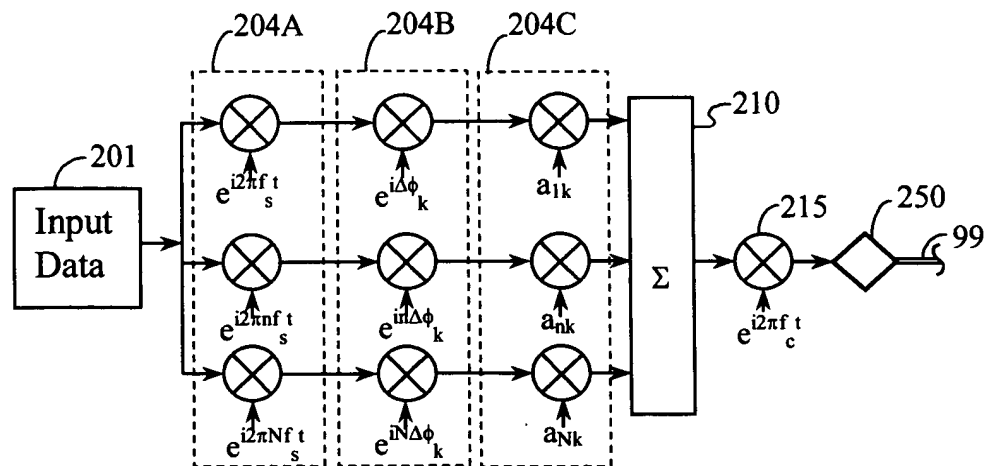 204A 204B 204C
210
201
e^{i2πf_s t} e^{iΔφ_k} a_{1k}
215 250 99
Input
Data
Σ
e^{i2πnf_s t} e^{inΔφ_k} a_{nk} e^{i2πf_c t}
e^{i2πNf_s t} e^{iNΔφ_k} a_{Nk}